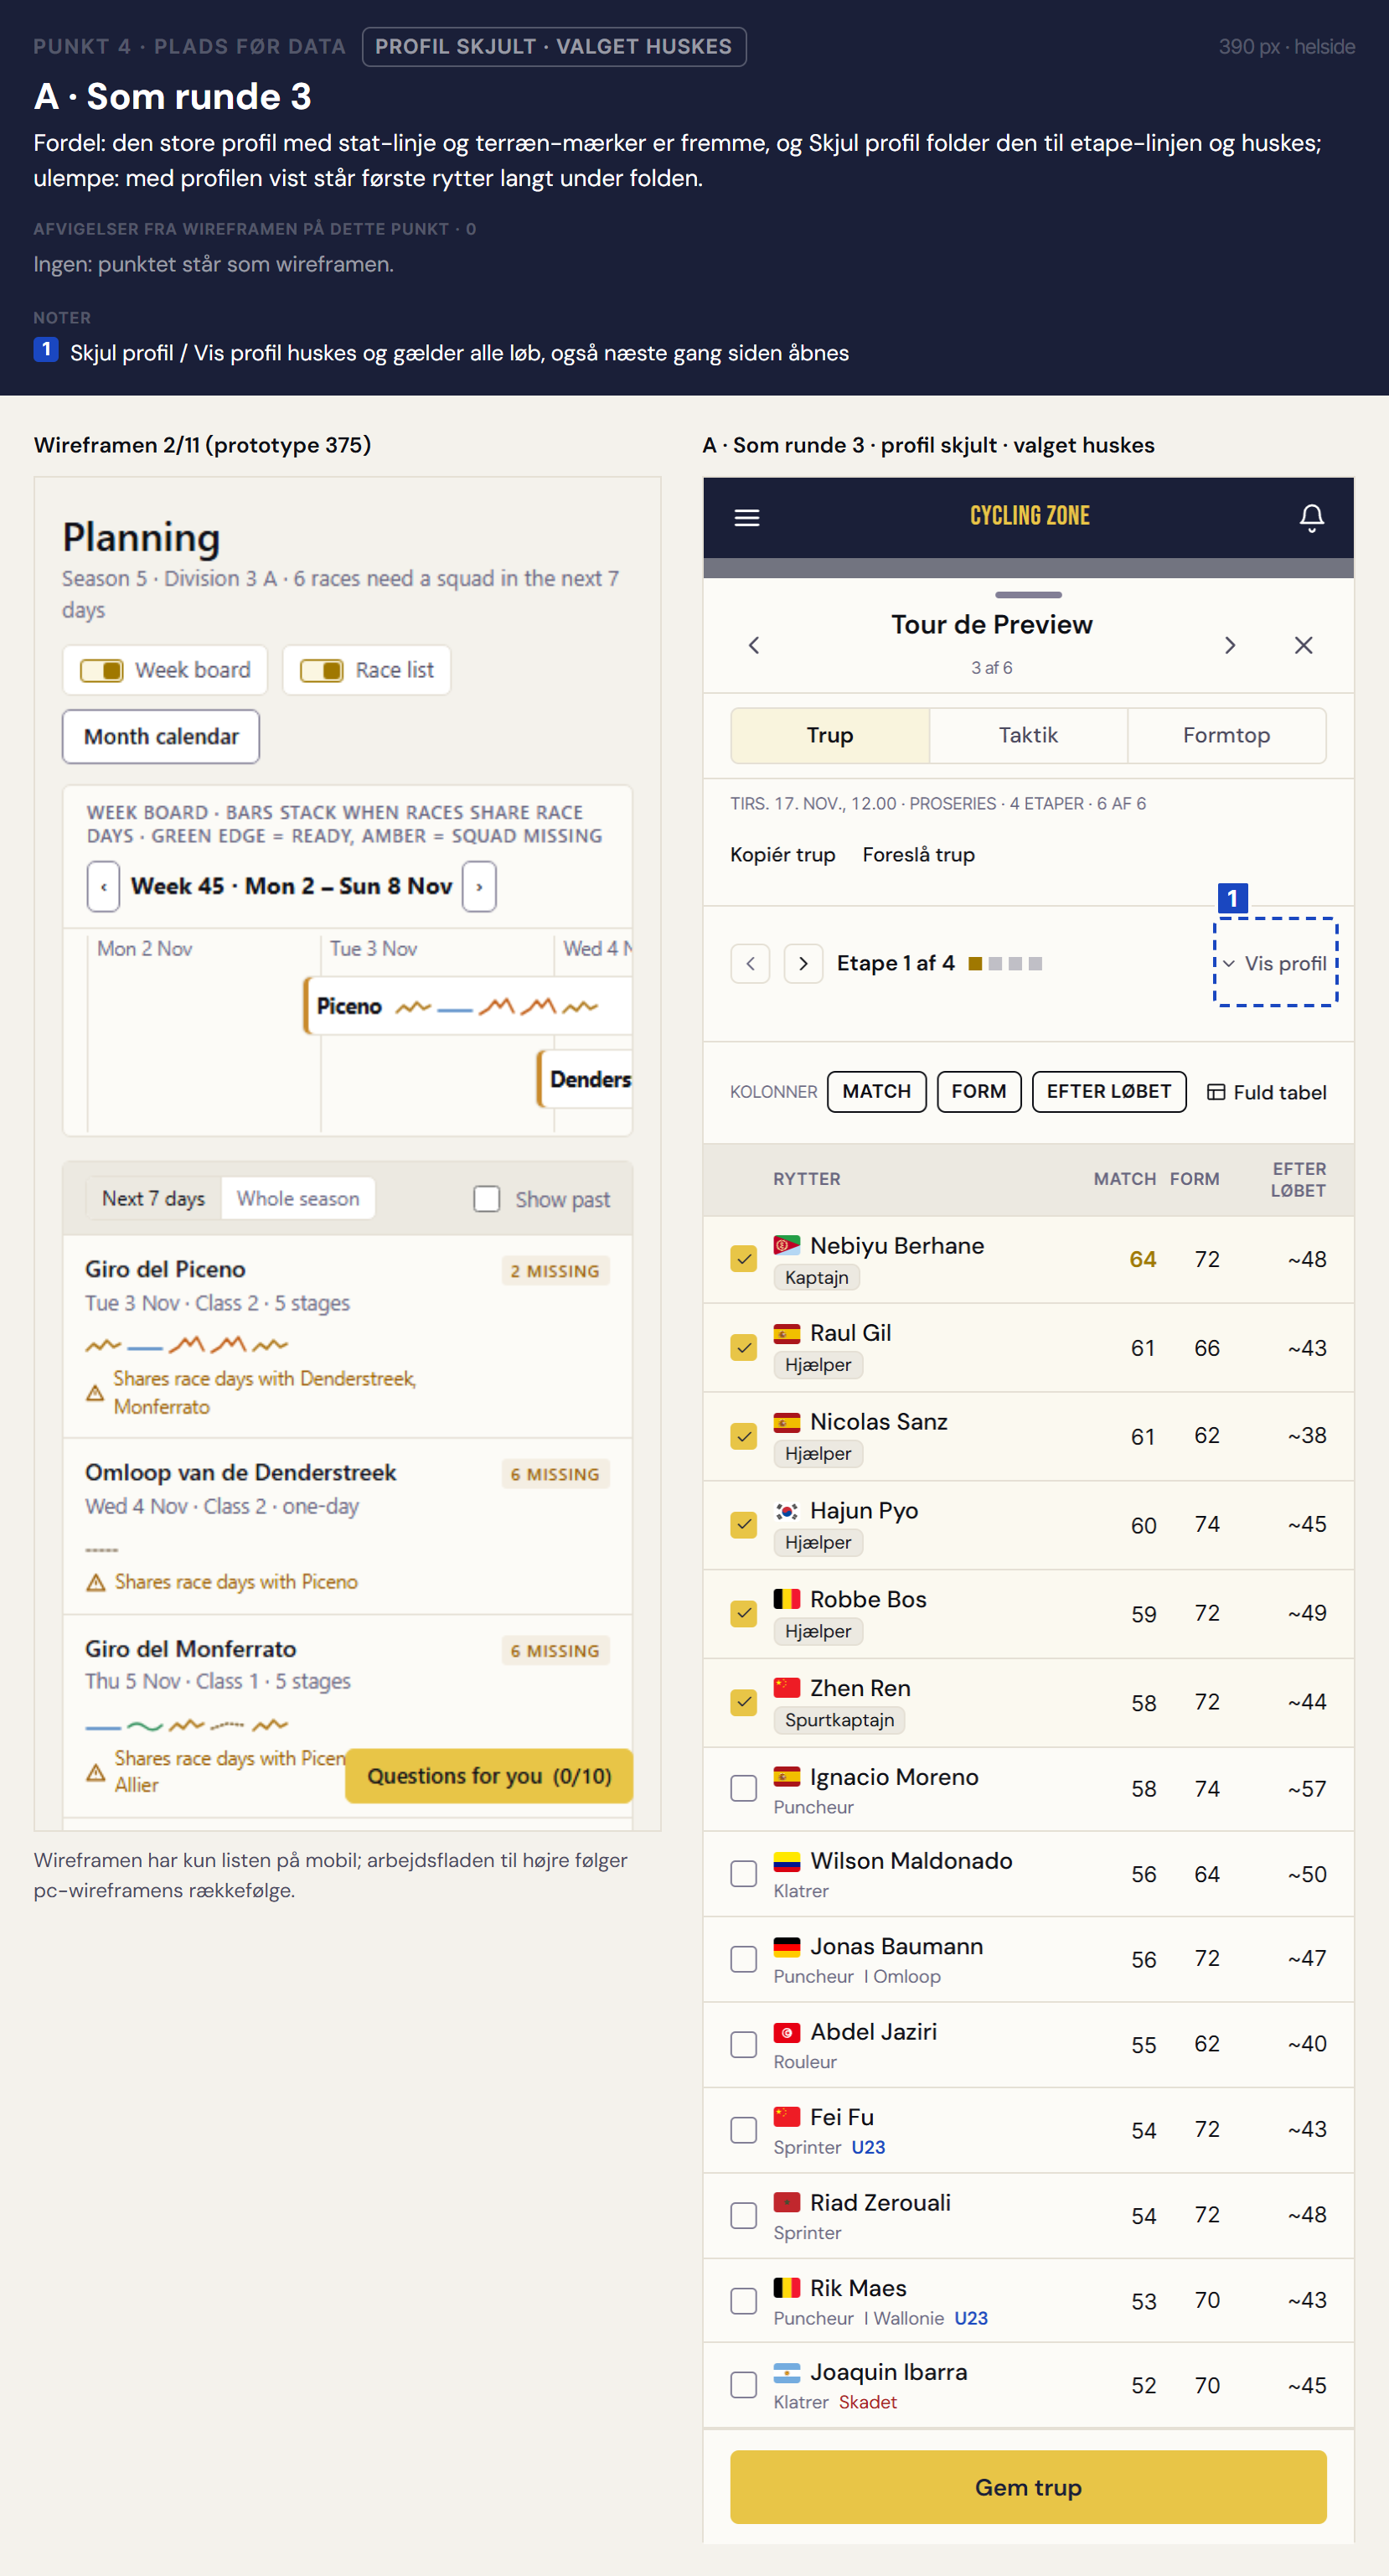 PUNKT 4 · PLADS FØR DATA
PROFIL SKJULT · VALGET HUSKES
390 px · helside
A · Som runde 3
Fordel: den store profil med stat-linje og terræn-mærker er fremme, og Skjul profil folder den til etape-linjen og huskes;
ulempe: med profilen vist står første rytter langt under folden.
AFVIGELSER FRA WIREFRAMEN PÅ DETTE PUNKT · 0
Ingen: punktet står som wireframen.
NOTER
1 Skjul profil / Vis profil huskes og gælder alle løb, også næste gang siden åbnes
Wireframen 2/11 (prototype 375)
Planning
Season 5 · Division 3 A · 6 races need a squad in the next 7
days
Week board
Race list
Month calendar
WEEK BOARD · BARS STACK WHEN RACES SHARE RACE
DAYS · GREEN EDGE = READY, AMBER = SQUAD MISSING
‹ Week 45 · Mon 2 – Sun 8 Nov ›
Mon 2 Nov Tue 3 Nov Wed 4 N
Piceno
Denders
Next 7 days Whole season Show past
Giro del Piceno 2 MISSING
Tue 3 Nov · Class 2 · 5 stages
Shares race days with Denderstreek,
Monferrato
Omloop van de Denderstreek 6 MISSING
Wed 4 Nov · Class 2 · one-day
Shares race days with Piceno
Giro del Monferrato 6 MISSING
Thu 5 Nov · Class 1 · 5 stages
Shares race days with Picen
Allier
Questions for you (0/10)
Wireframen har kun listen på mobil; arbejdsfladen til højre følger
pc-wireframens rækkefølge.
A · Som runde 3 · profil skjult · valget huskes
CYCLING ZONE
Tour de Preview
3 af 6
Trup Taktik Formtop
TIRS. 17. NOV., 12.00 · PROSERIES · 4 ETAPER · 6 AF 6
Kopiér trup Foreslå trup
1
Etape 1 af 4 Vis profil
KOLONNER MATCH FORM EFTER LØBET Fuld tabel
RYTTER MATCH FORM EFTER
LØBET
Nebiyu Berhane 64 72 ~48
Kaptajn
Raul Gil 61 66 ~43
Hjælper
Nicolas Sanz 61 62 ~38
Hjælper
Hajun Pyo 60 74 ~45
Hjælper
Robbe Bos 59 72 ~49
Hjælper
Zhen Ren 58 72 ~44
Spurtkaptajn
Ignacio Moreno 58 74 ~57
Puncheur
Wilson Maldonado 56 64 ~50
Klatrer
Jonas Baumann 56 72 ~47
Puncheur I Omloop
Abdel Jaziri 55 62 ~40
Rouleur
Fei Fu 54 72 ~43
Sprinter U23
Riad Zerouali 54 72 ~48
Sprinter
Rik Maes 53 70 ~43
Puncheur I Wallonie U23
Joaquin Ibarra 52 70 ~45
Klatrer Skadet
Gem trup